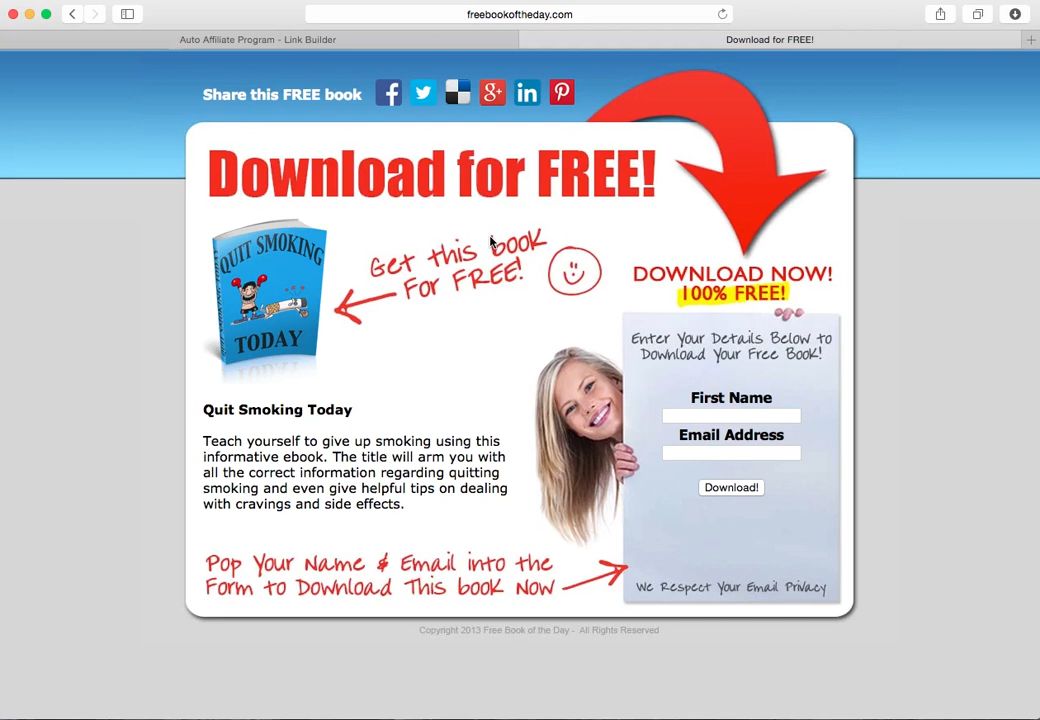 freebookoftheday.com
Auto Affiliate Program - Link Builder
Download for FREE!
Share this FREE book
Download for FREE!
QUIT SMOKING
TODAY
Get this book
For FREE!
DOWNLOAD NOW!
100% FREE!
Enter Your Details Below to
Download Your Free Book!
First Name
Email Address
Download!
We Respect Your Email Privacy
Quit Smoking Today
Teach yourself to give up smoking using this
informative ebook. The title will arm you with
all the correct information regarding quitting
smoking and even give helpful tips on dealing
with cravings and side effects.
Pop Your Name & Email into the
Form to Download This book Now
Copyright 2013 Free Book of the Day - All Rights Reserved